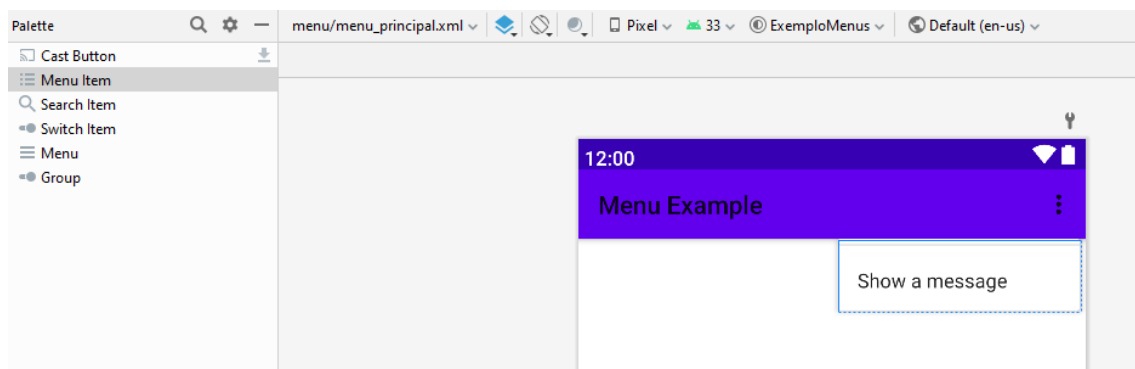 Palette
menu/menu_principal.xml Pixel 33 ExemploMenus Default (en-us)
Cast Button
Menu Item
Search Item
Switch Item
Menu
Group
12:00
Menu Example
Show a message